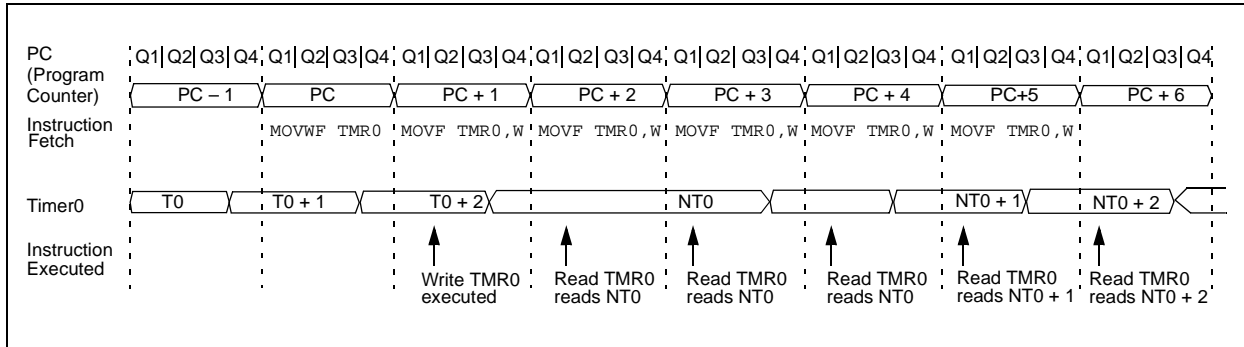 PC (Program Counter)
Q1 Q2 Q3 Q4 Q1 Q2 Q3 Q4 Q1 Q2 Q3 Q4 Q1 Q2 Q3 Q4 Q1 Q2 Q3 Q4 Q1 Q2 Q3 Q4 Q1 Q2 Q3 Q4 Q1 Q2 Q3 Q4
PC – 1 PC PC + 1 PC + 2 PC + 3 PC + 4 PC+5 PC + 6
Instruction Fetch
MOVWF TMR0 MOVF TMR0,W MOVF TMR0,W MOVF TMR0,W MOVF TMR0,W MOVF TMR0,W
Timer0
T0 T0 + 1 T0 + 2 NT0 NT0 + 1 NT0 + 2
Instruction Executed
Write TMR0 executed
Read TMR0 reads NT0
Read TMR0 reads NT0
Read TMR0 reads NT0
Read TMR0 reads NT0 + 1
Read TMR0 reads NT0 + 2